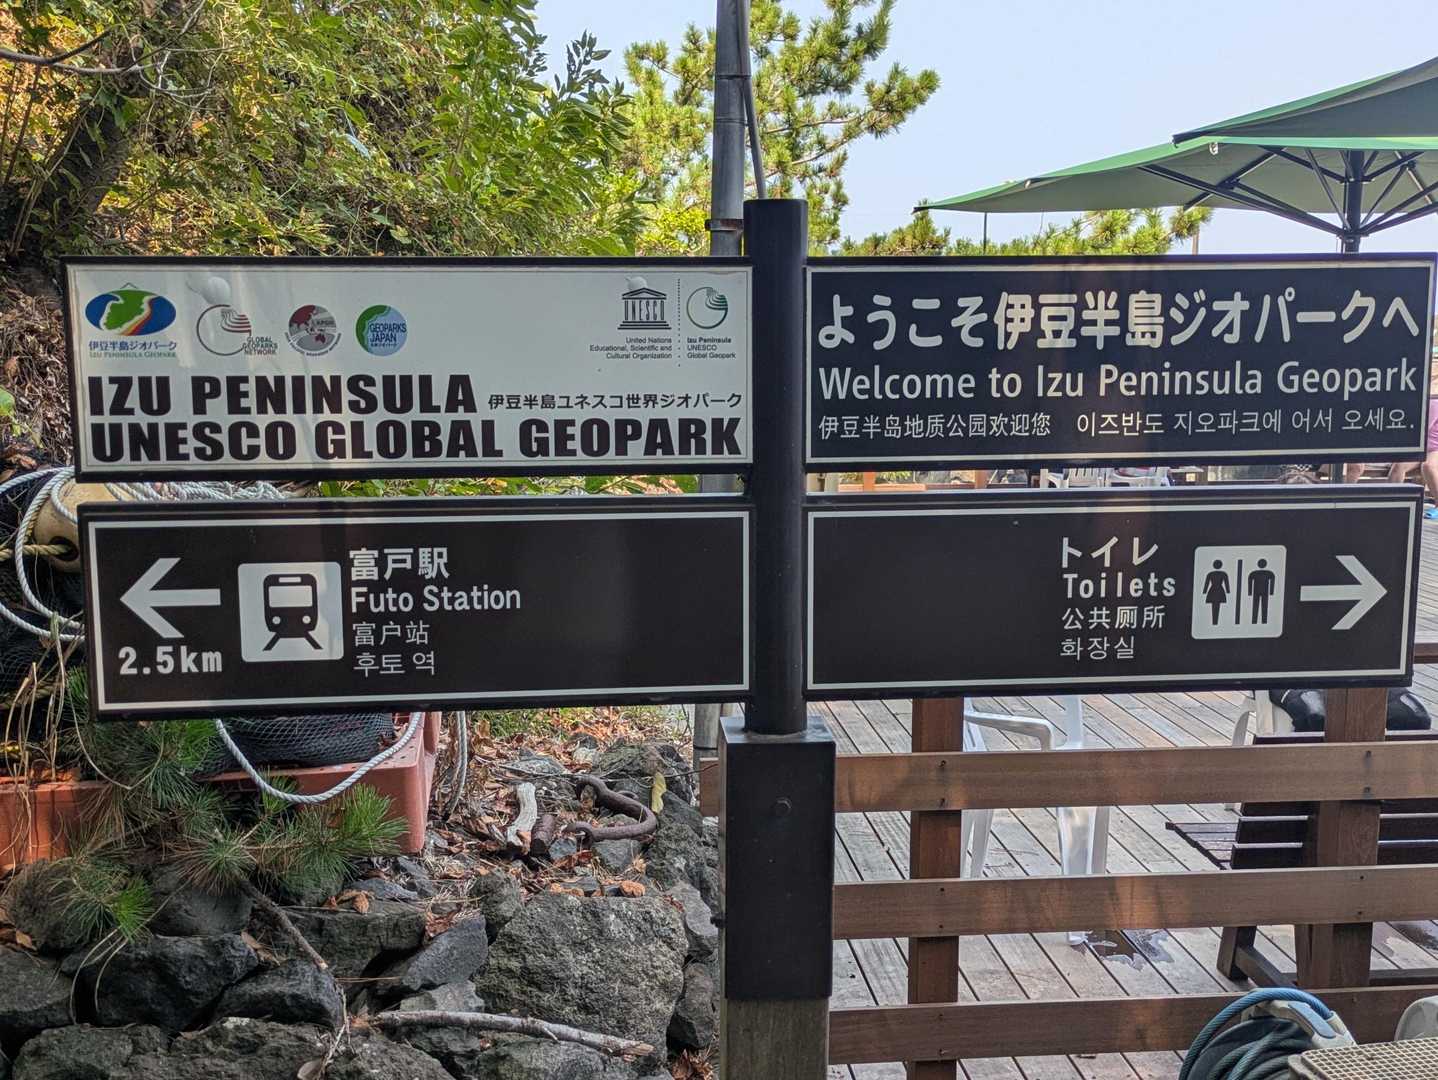 伊豆半島ジオパーク
IZU PENINSULA GEOPARK
GLOBAL
GEOPARKS
NETWORK
GEOPARKS
JAPAN
UNESCO
United Nations
Educational, Scientific and
Cultural Organization
Izu Peninsula
UNESCO
Global Geopark
IZU PENINSULA 伊豆半島ユネスコ世界ジオパーク
UNESCO GLOBAL GEOPARK
ようこそ伊豆半島ジオパークへ
Welcome to Izu Peninsula Geopark
伊豆半岛地质公园欢迎您 이즈반도 지오파크에 어서 오세요.
富戸駅
Futo Station
富户站
후토 역
2.5km
トイレ
Toilets
公共厕所
화장실